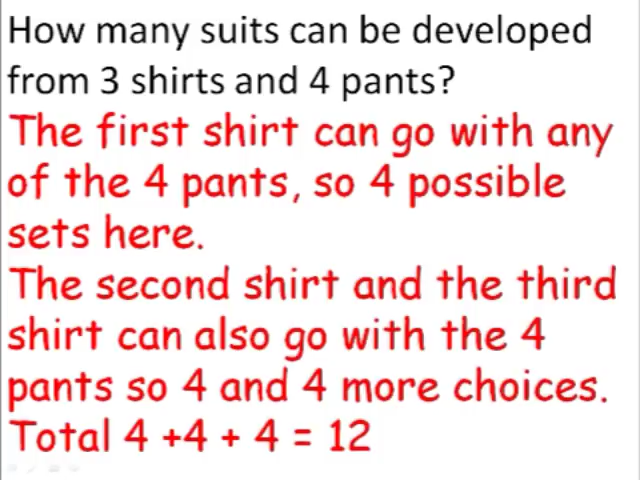 How many suits can be developed
from 3 shirts and 4 pants?
The first shirt can go with any
of the 4 pants, so 4 possible
sets here.
The second shirt and the third
shirt can also go with the 4
pants so 4 and 4 more choices.
Total 4 +4 + 4 = 12